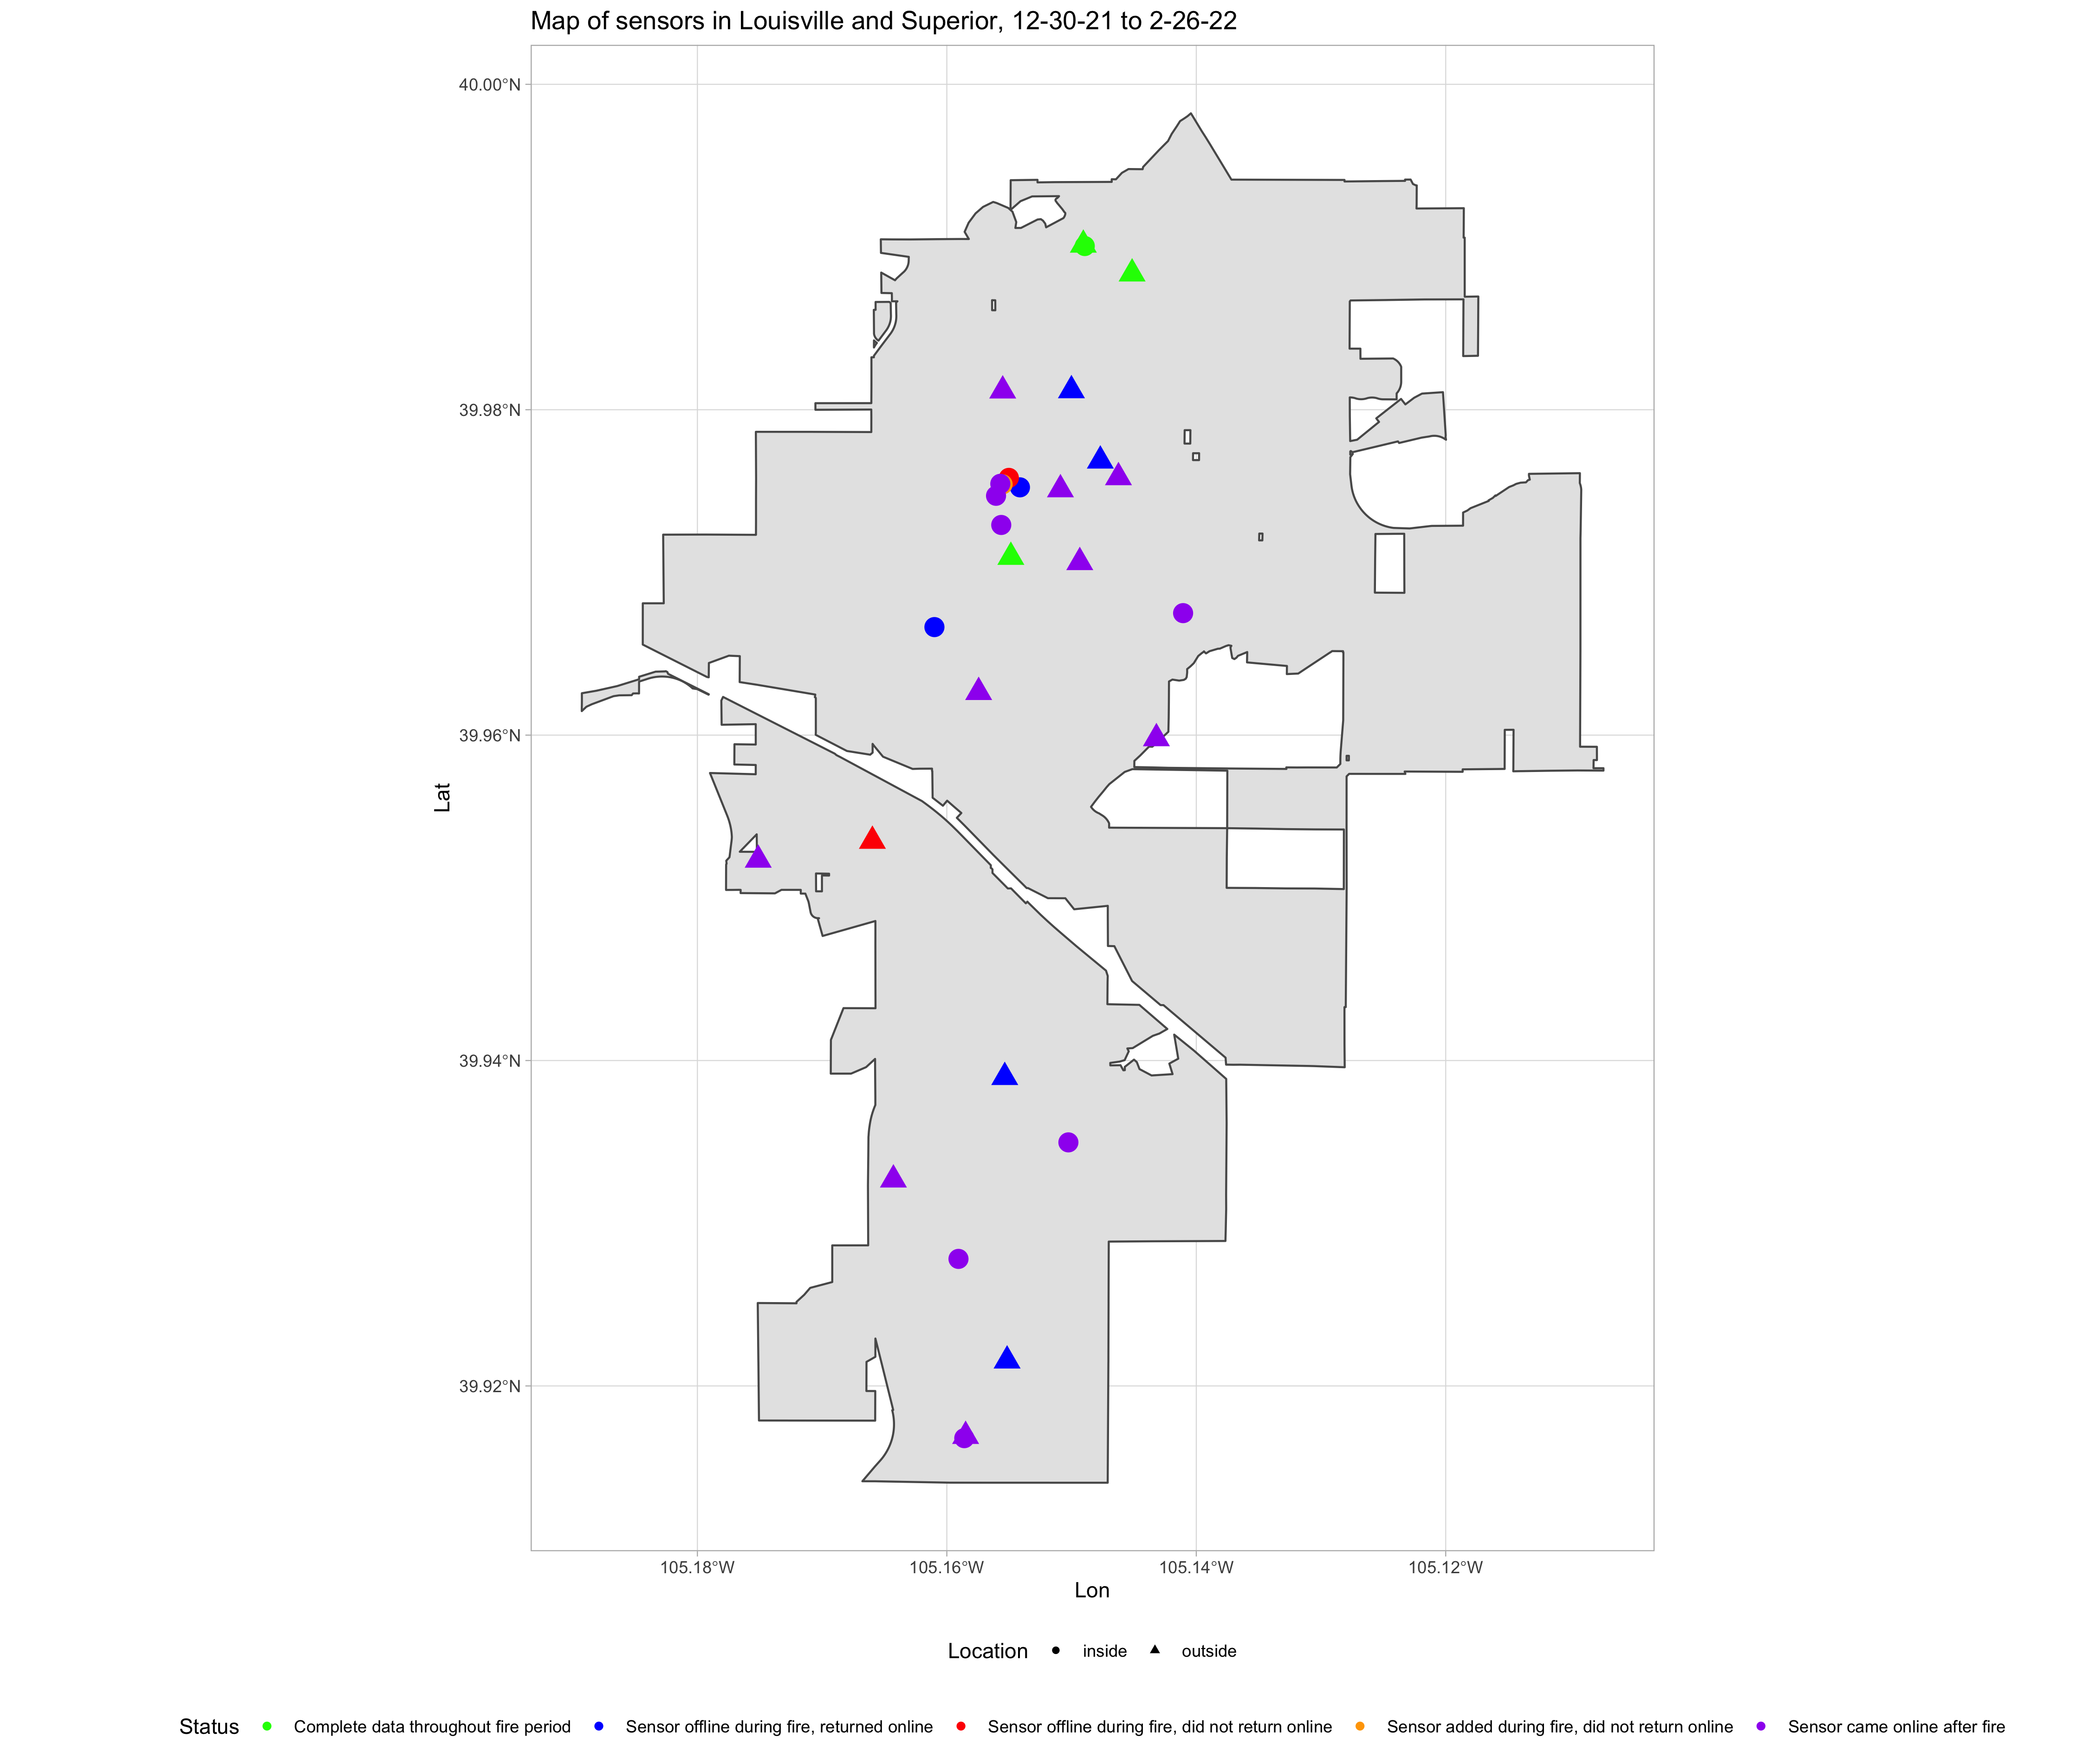 Map of sensors in Louisville and Superior, 12-30-21 to 2-26-22
40.00°N
39.98°N
39.96°N
39.94°N
39.92°N
Lat
105.18°W 105.16°W 105.14°W 105.12°W
Lon
Location inside outside
Status Complete data throughout fire period Sensor offline during fire, returned online Sensor offline during fire, did not return online Sensor added during fire, did not return online Sensor came online after fire